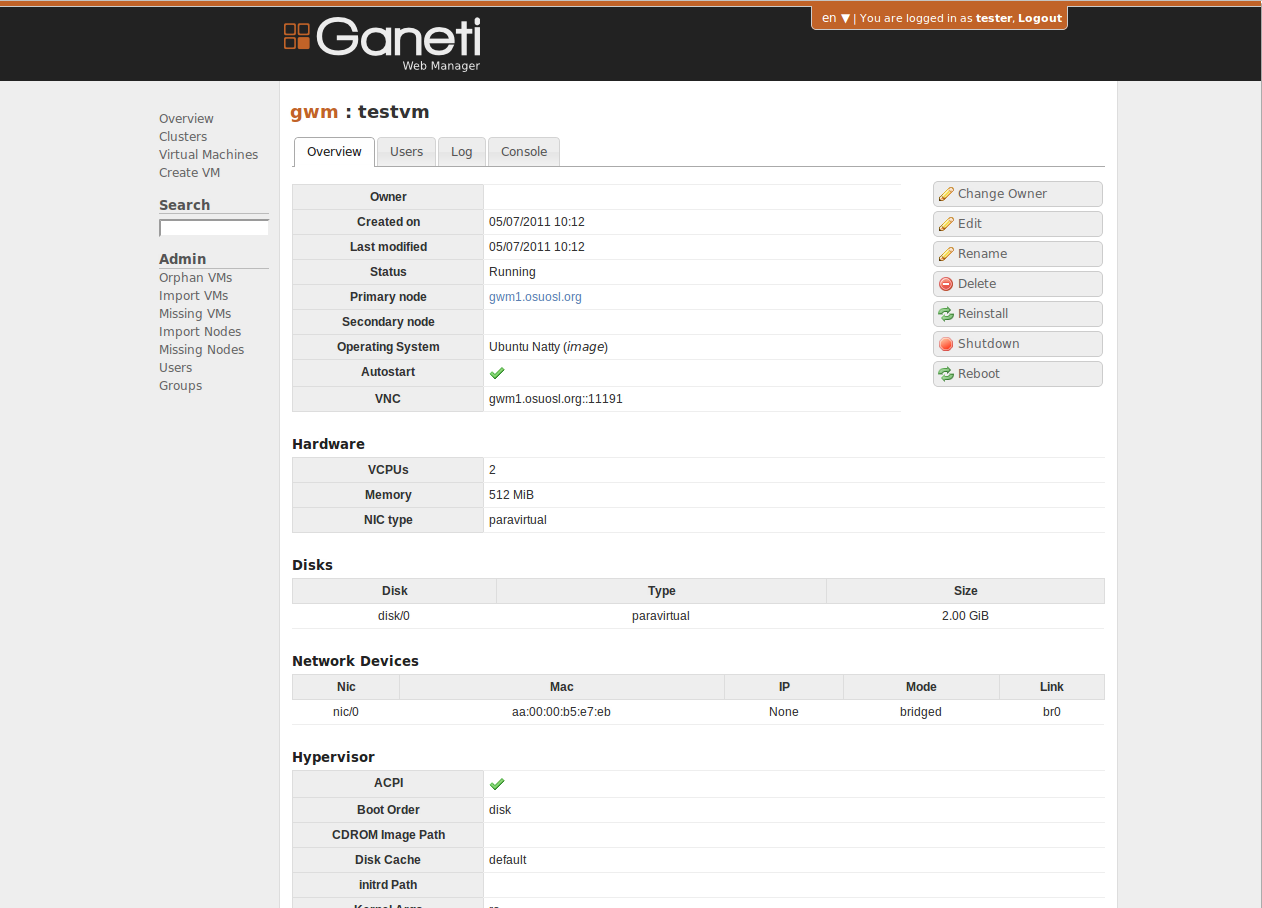 Ganeti
Web Manager
en ▼ | You are logged in as tester, Logout
Overview
Clusters
Virtual Machines
Create VM
Search
Admin
Orphan VMs
Import VMs
Missing VMs
Import Nodes
Missing Nodes
Users
Groups
gwm : testvm
Overview Users Log Console
Owner
Created on 05/07/2011 10:12
Last modified 05/07/2011 10:12
Status Running
Primary node gwm1.osuosl.org
Secondary node
Operating System Ubuntu Natty (image)
Autostart
VNC gwm1.osuosl.org::11191
Change Owner
Edit
Rename
Delete
Reinstall
Shutdown
Reboot
Hardware
VCPUs 2
Memory 512 MiB
NIC type paravirtual
Disks
Disk Type Size
disk/0 paravirtual 2.00 GiB
Network Devices
Nic Mac IP Mode Link
nic/0 aa:00:00:b5:e7:eb None bridged br0
Hypervisor
ACPI
Boot Order disk
CDROM Image Path
Disk Cache default
initrd Path
Kernel Args ro